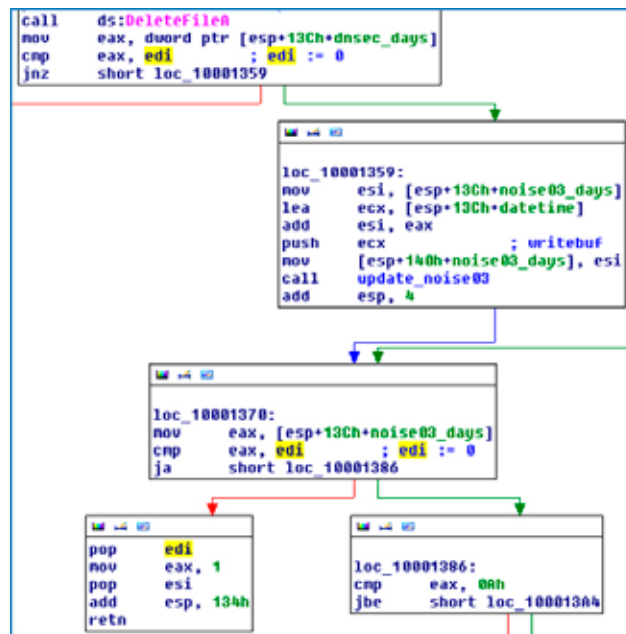 call ds:DeleteFileA
mov eax, dword ptr [esp+13Ch+dnsec_days]
cmp eax, edi ; edi := 0
jnz short loc_10001359
loc_10001359:
mov esi, [esp+13Ch+noise03_days]
lea ecx, [esp+13Ch+datetime]
add esi, eax
push ecx ; writebuf
mov [esp+140h+noise03_days], esi
call update_noise03
add esp, 4
loc_10001370:
mov eax, [esp+13Ch+noise03_days]
cmp eax, edi ; edi := 0
ja short loc_10001386
pop edi
mov eax, 1
pop esi
add esp, 134h
retn
loc_10001386:
cmp eax, 0Ah
jbe short loc_100013A4